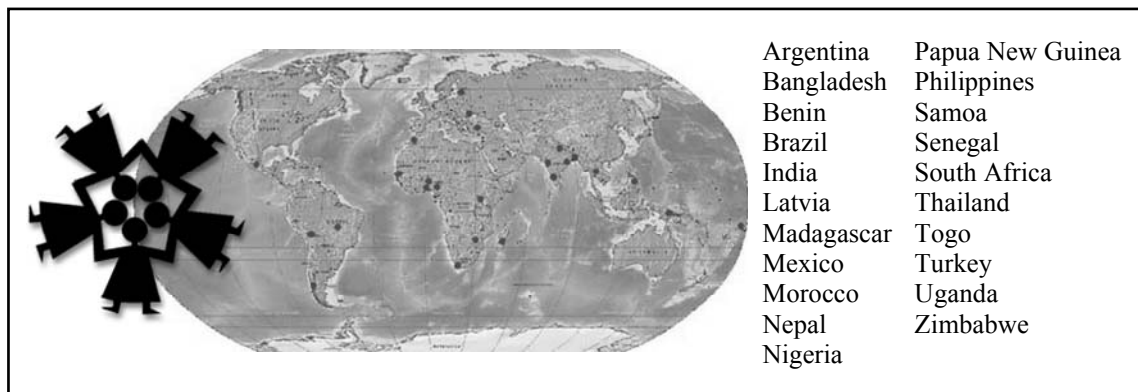 Argentina
Bangladesh
Benin
Brazil
India
Latvia
Madagascar
Mexico
Morocco
Nepal
Nigeria
Papua New Guinea
Philippines
Samoa
Senegal
South Africa
Thailand
Togo
Turkey
Uganda
Zimbabwe